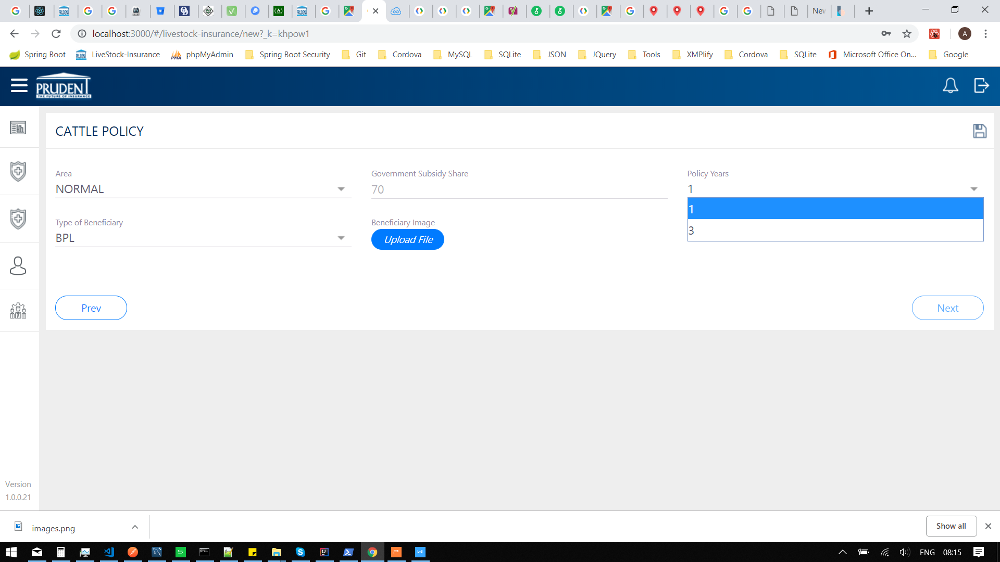 New
localhost:3000/#/livestock-insurance/new?_k=khpow1
A
Spring Boot
LiveStock-Insurance
phpMyAdmin
Spring Boot Security
Git
Cordova
MySQL
SQLite
JSON
JQuery
Tools
XMPlify
Cordova
SQLite
Microsoft Office On...
Google
PRUDENT
THE FUTURE OF INSURANCE
CATTLE POLICY
Area
Government Subsidy Share
Policy Years
NORMAL
70
1
1
3
Type of Beneficiary
Beneficiary Image
BPL
Upload File
Prev
Next
Version
1.0.0.21
images.png
Show all
ENG
08:15